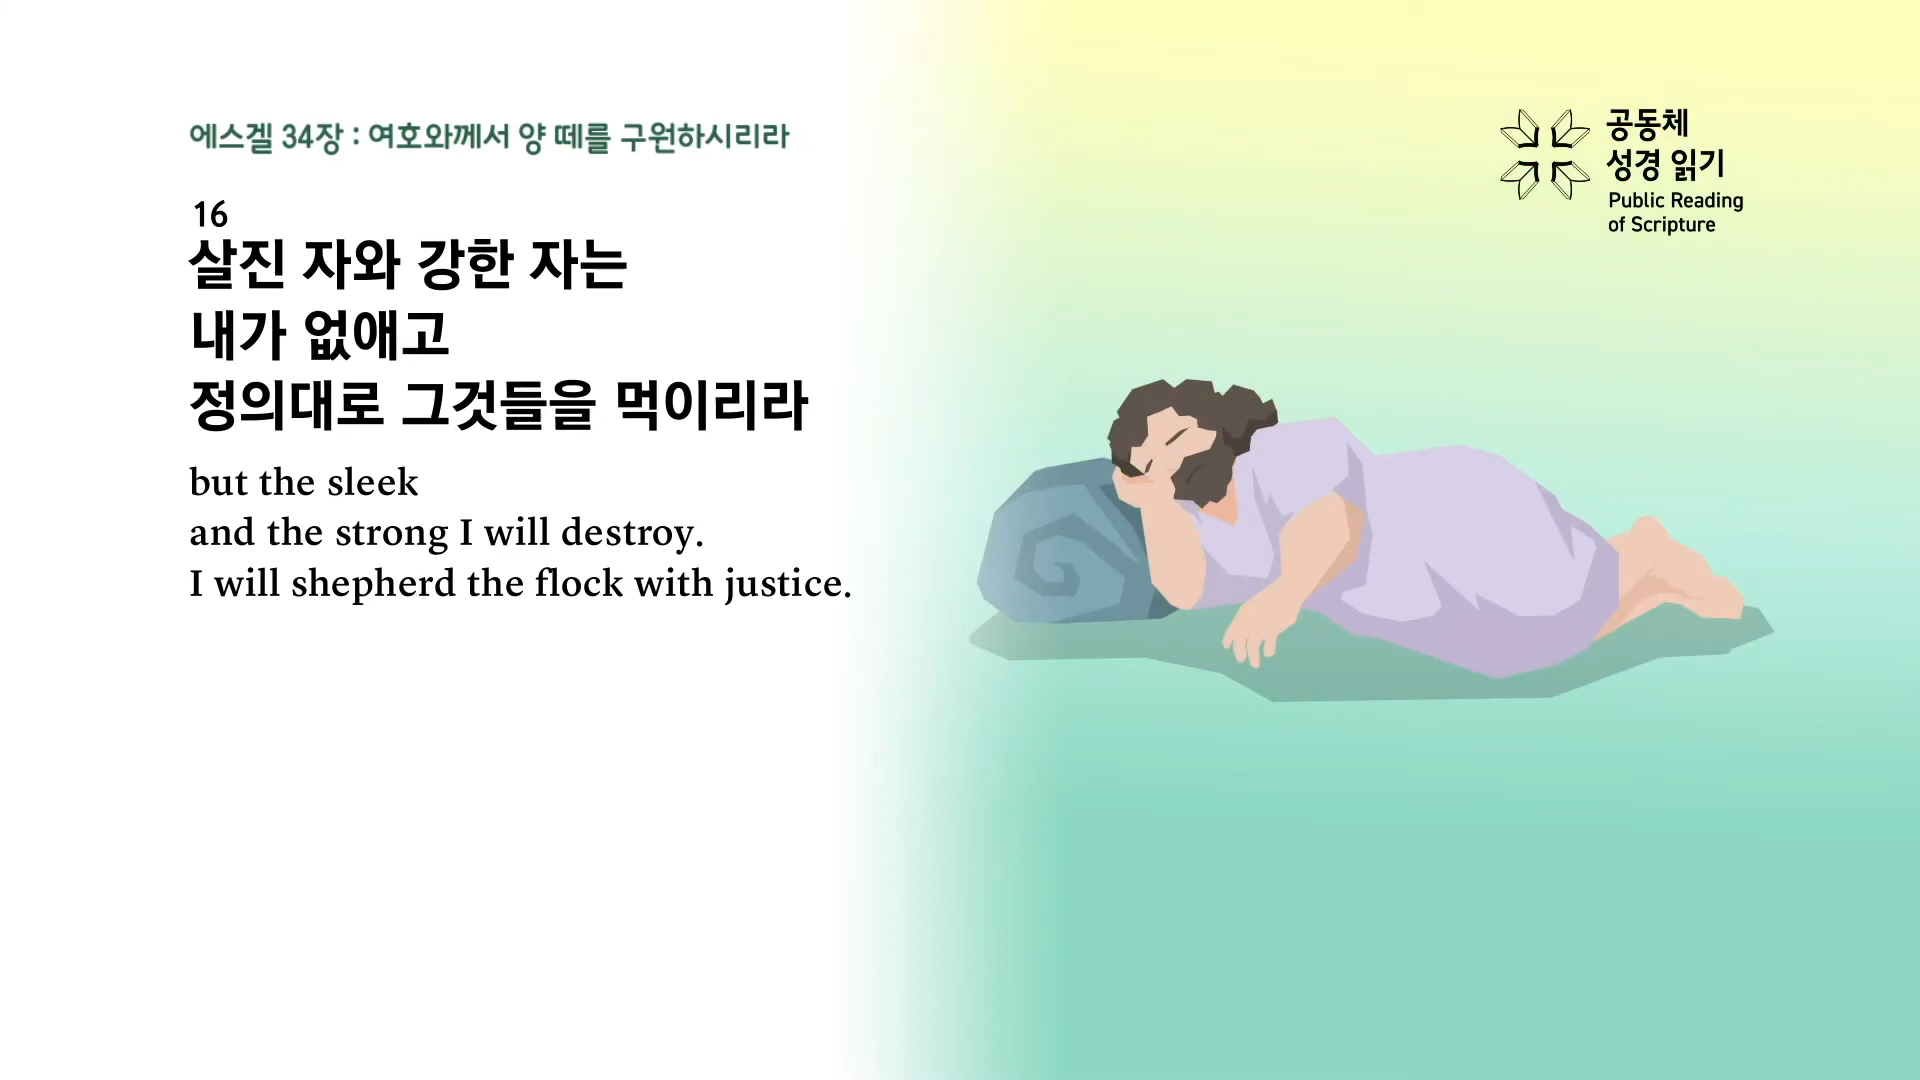 에스겔 34장 : 여호와께서 양 떼를 구원하시리라
16
살진 자와 강한 자는
내가 없애고
정의대로 그것들을 먹이리라
but the sleek
and the strong I will destroy.
I will shepherd the flock with justice.
공동체
성경 읽기
Public Reading
of Scripture